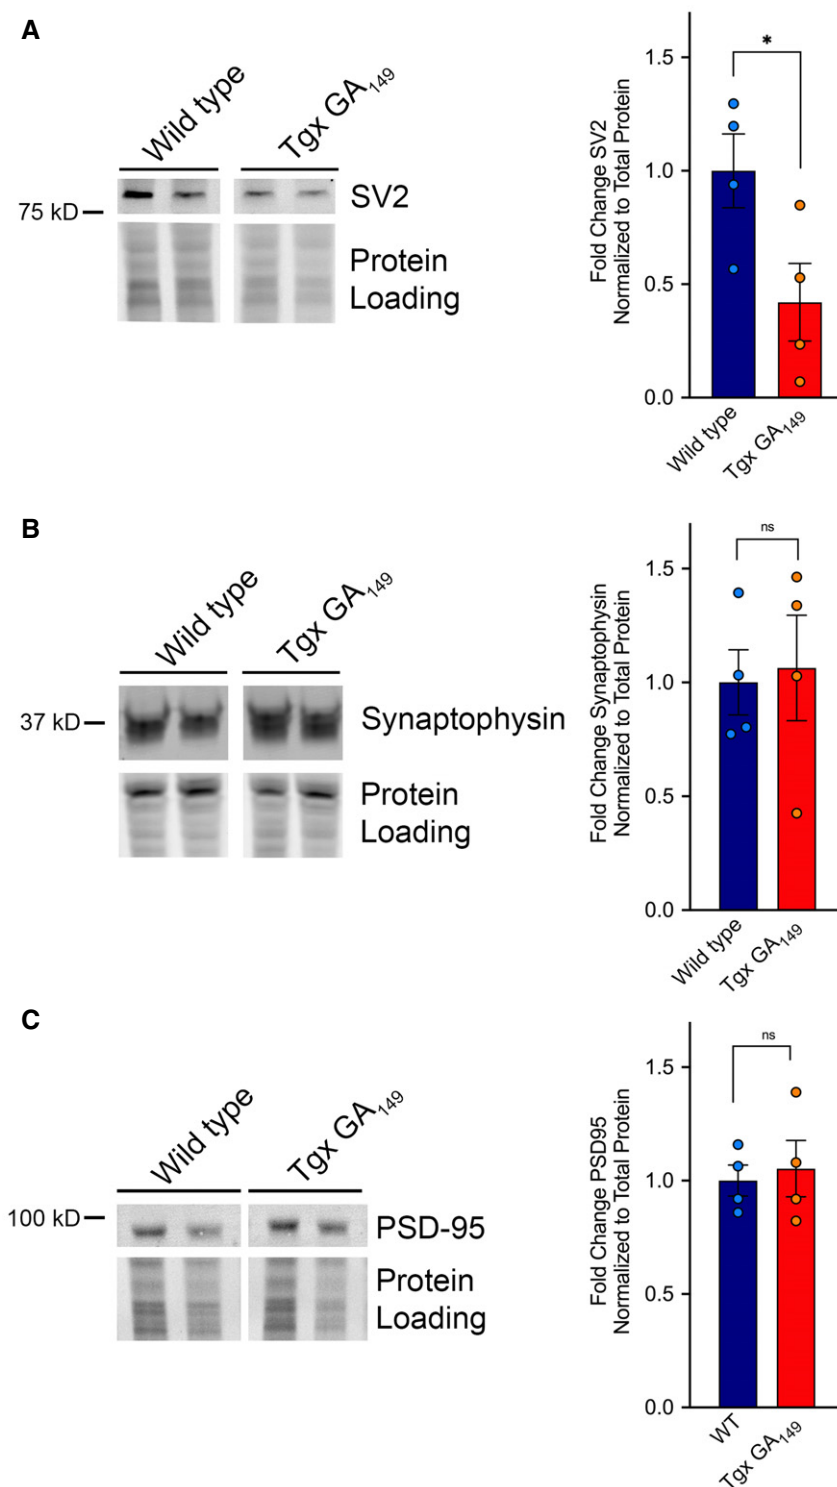 A
Wild type
Tgx GA149
75 kD
SV2
Protein
Loading
Fold Change SV2
Normalized to Total Protein
1.5
1.0
0.5
0.0
*
Wild type
Tgx GA149
B
Wild type
Tgx GA149
37 kD
Synaptophysin
Protein
Loading
Fold Change Synaptophysin
Normalized to Total Protein
1.5
1.0
0.5
0.0
ns
Wild type
Tgx GA149
C
Wild type
Tgx GA149
100 kD
PSD-95
Protein
Loading
Fold Change PSD95
Normalized to Total Protein
1.5
1.0
0.5
0.0
ns
WT
Tgx GA149